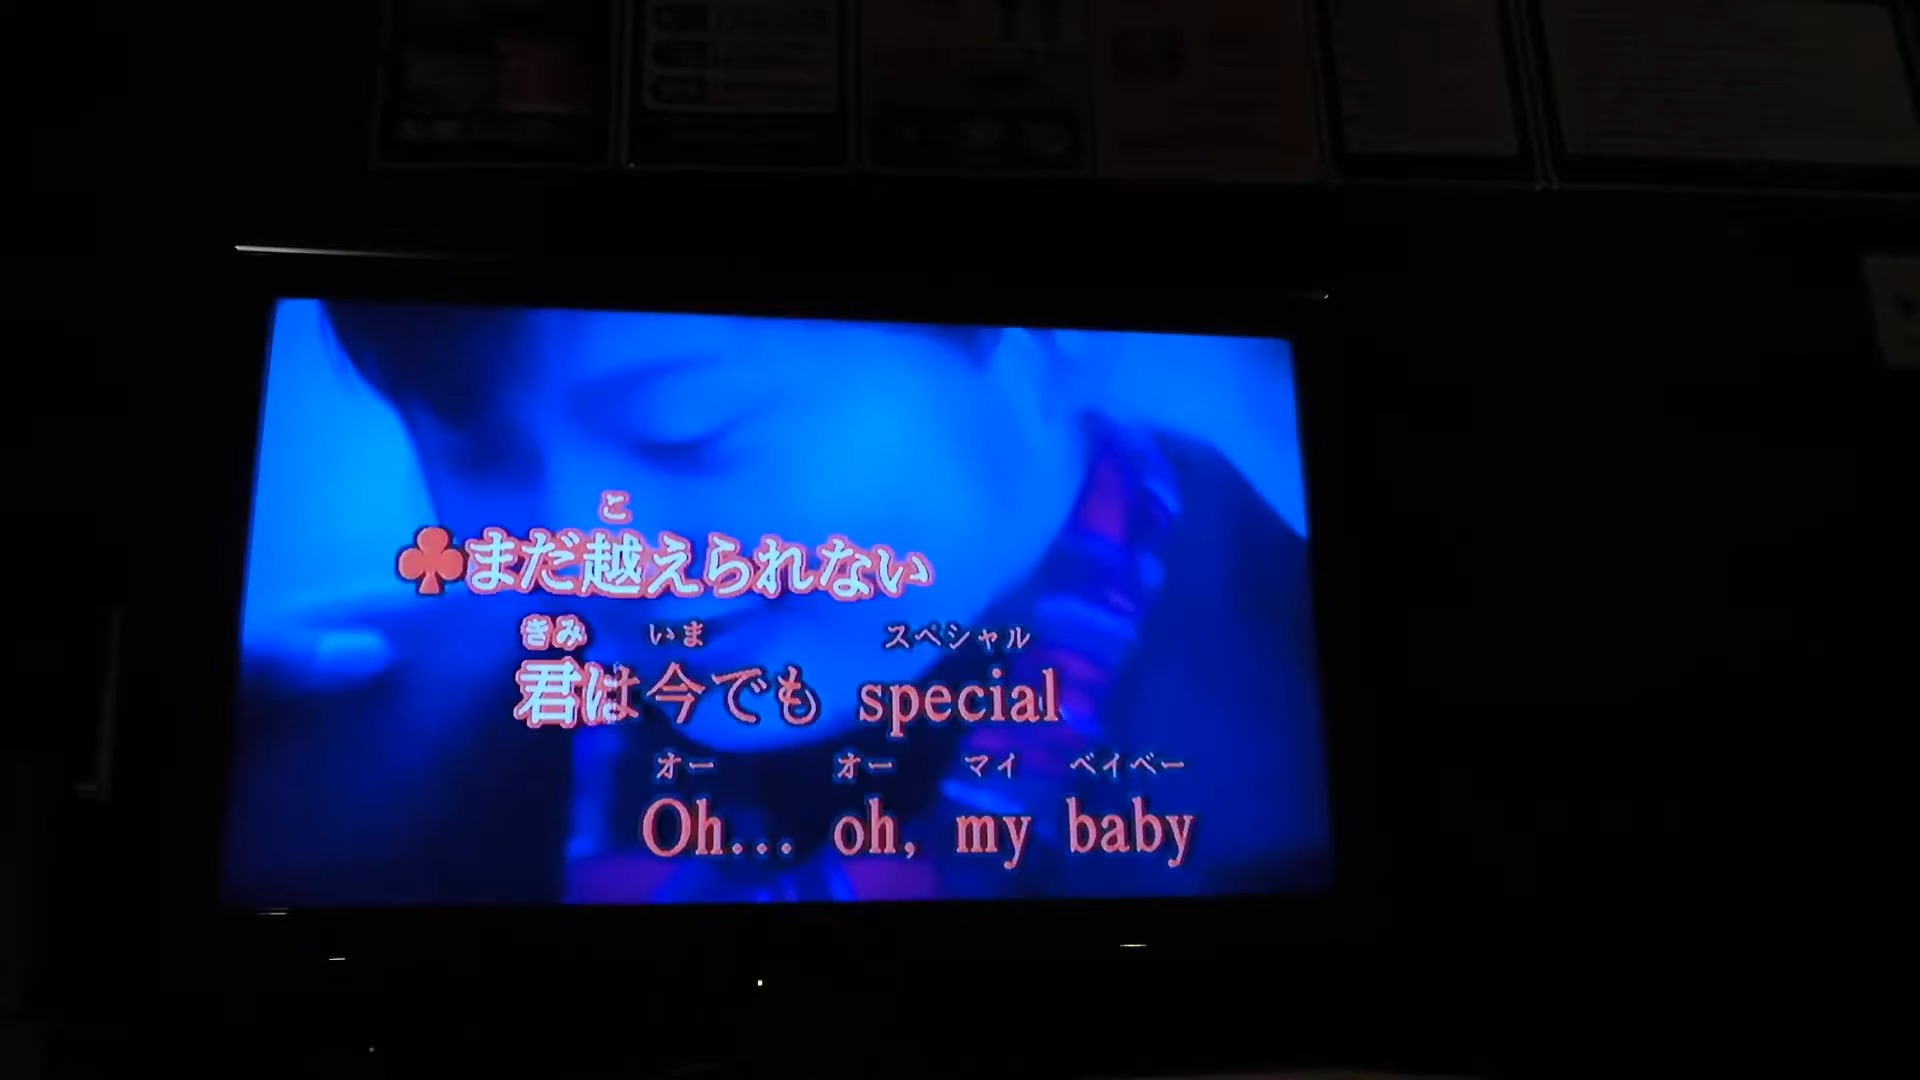 こ
♣まだ越えられない
きみ いま スペシャル
君は今でも special
オー オー マイ ベイベー
Oh... oh, my baby